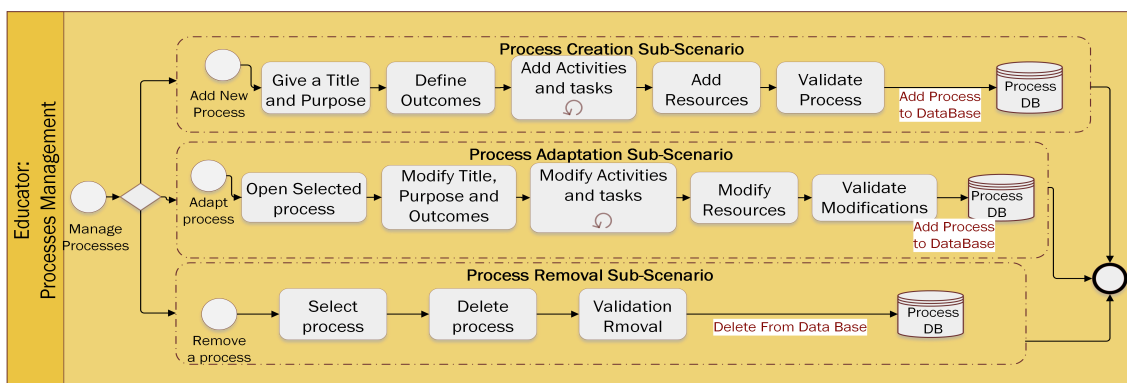 Educator:
Processes Management
Manage
Processes
Process Creation Sub-Scenario
Add New
Process
Give a Title
and Purpose
Define
Outcomes
Add Activities
and tasks
Add
Resources
Validate
Process
Add Process
to DataBase
Process
DB
Process Adaptation Sub-Scenario
Adapt
process
Open Selected
process
Modify Title,
Purpose and
Outcomes
Modify Activities
and tasks
Modify
Resources
Validate
Modifications
Add Process
to DataBase
Process
DB
Process Removal Sub-Scenario
Remove
a process
Select
process
Delete
process
Validation
Rmoval
Delete From Data Base
Process
DB